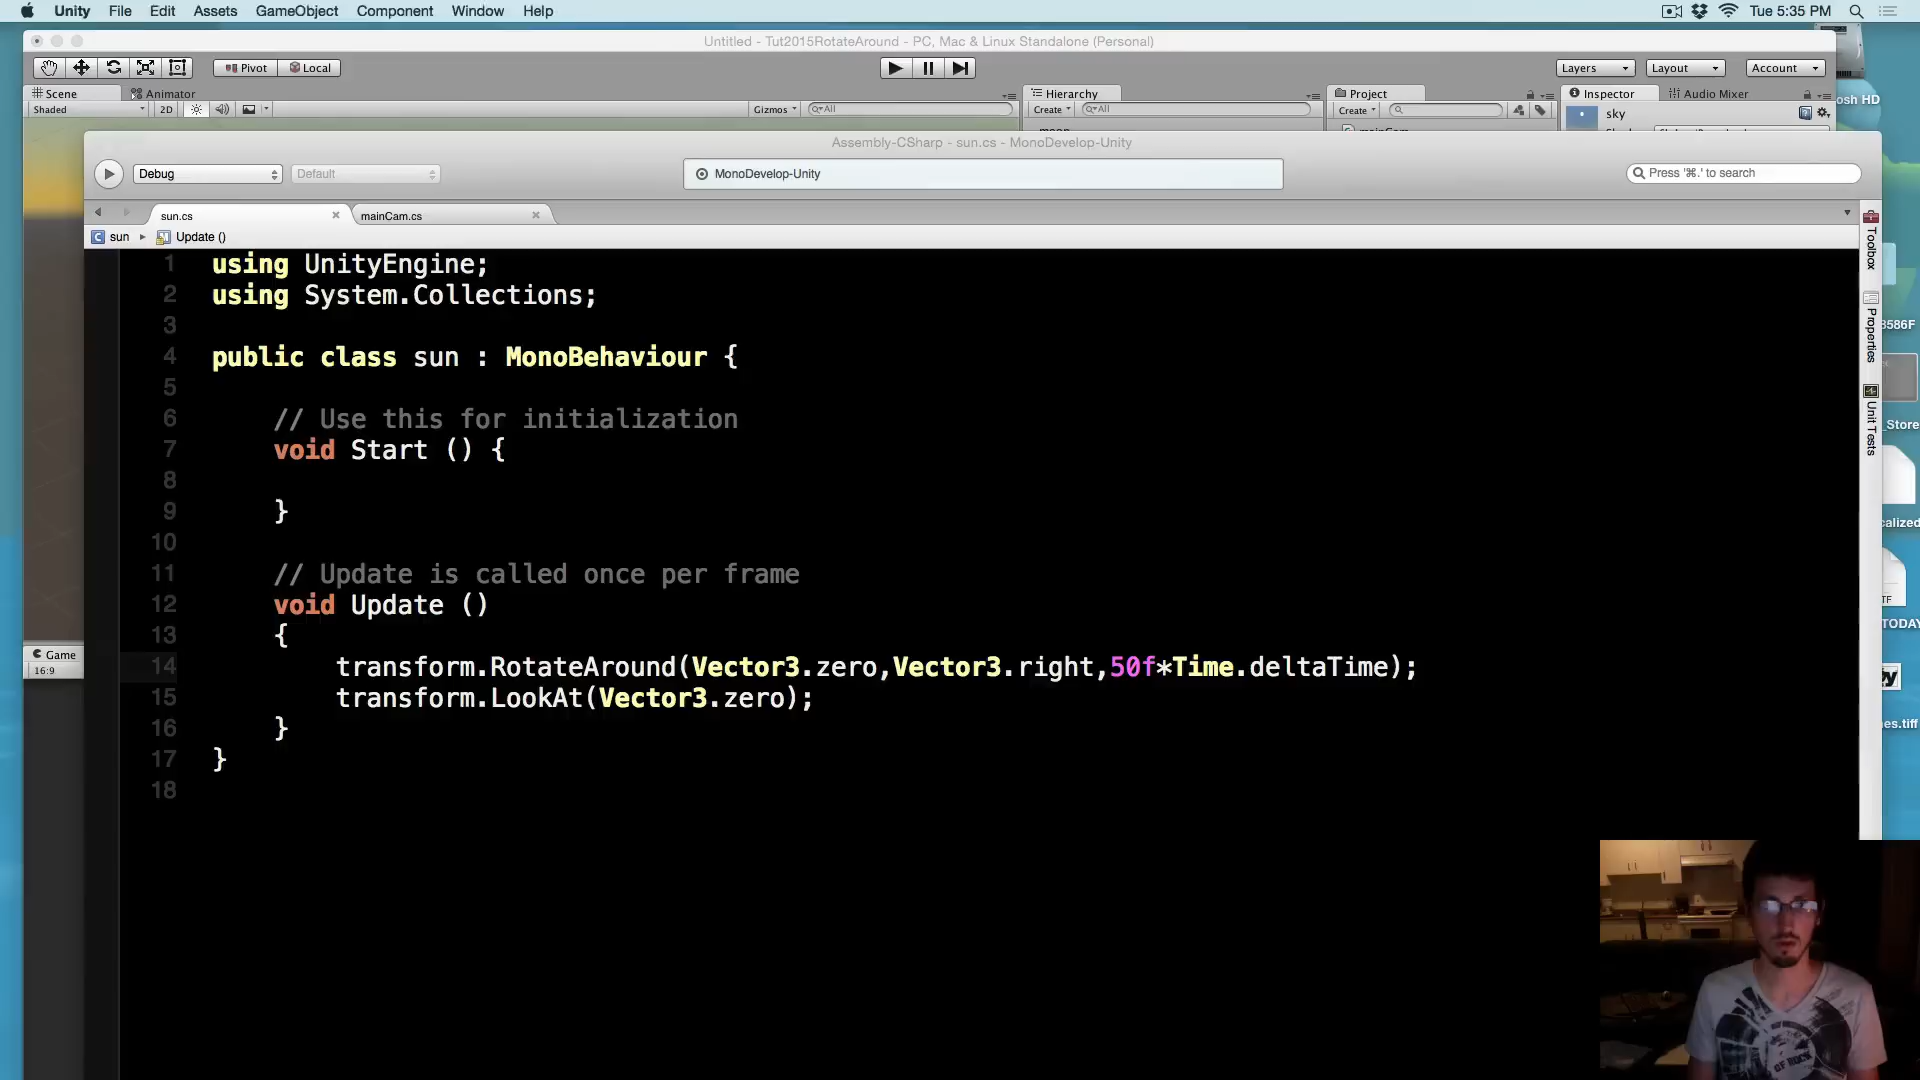 Unity File Edit Assets GameObject Component Window Help Tue 5:35 PM
Untitled - Tut2015RotateAround - PC, Mac & Linux Standalone (Personal)
Pivot Local Layers Layout Account
Scene Animator Hierarchy Project Inspector Audio Mixer
Shaded 2D Gizmos All Create All Create sky
osh HD
Assembly-CSharp - sun.cs - MonoDevelop-Unity
Debug Default MonoDevelop-Unity Press '⌘.' to search
sun.cs mainCam.cs
sun Update ()
1 using UnityEngine;
2 using System.Collections;
3
4 public class sun : MonoBehaviour {
5
6 // Use this for initialization
7 void Start () {
8
9 }
10
11 // Update is called once per frame
12 void Update ()
13 {
14 transform.RotateAround(Vector3.zero,Vector3.right,50f*Time.deltaTime);
15 transform.LookAt(Vector3.zero);
16 }
17 }
18
Toolbox
Properties
Unit Tests
Game
16:9
3586F
_Store
calized
TF
TODAY
es.tiff
OF ROCK